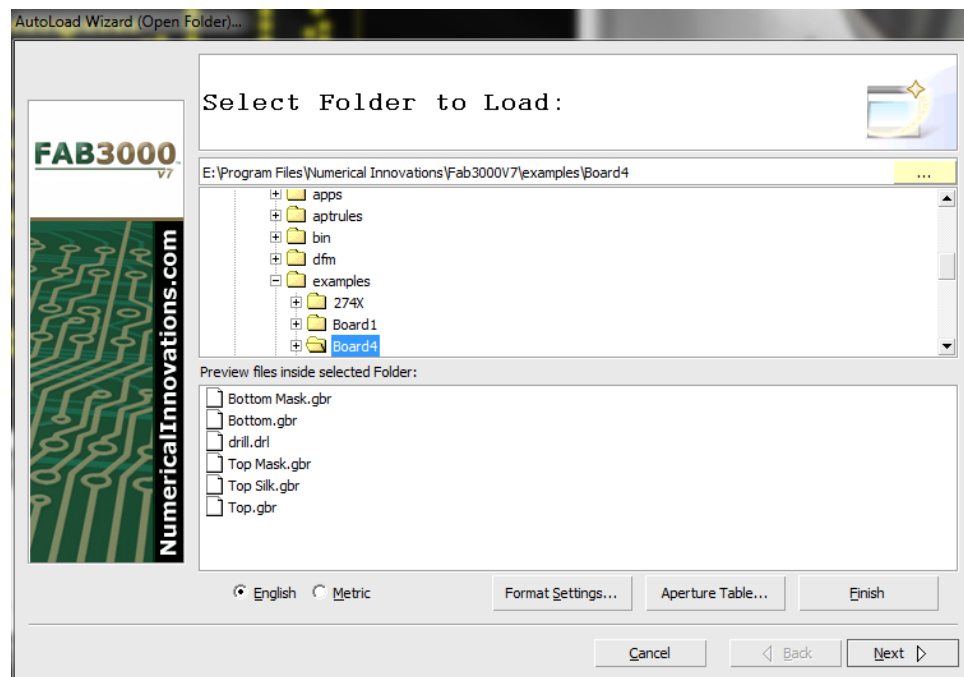 AutoLoad Wizard (Open Folder)...
Select Folder to Load:
FAB3000
V7
E:\Program Files\Numerical Innovations\Fab3000V7\examples\Board4
...
apps
aptrules
bin
dfm
examples
274X
Board1
Board4
NumericalInnovations.com
Preview files inside selected Folder:
Bottom Mask.gbr
Bottom.gbr
drill.drl
Top Mask.gbr
Top Silk.gbr
Top.gbr
English Metric Format Settings... Aperture Table... Finish
Cancel Back Next